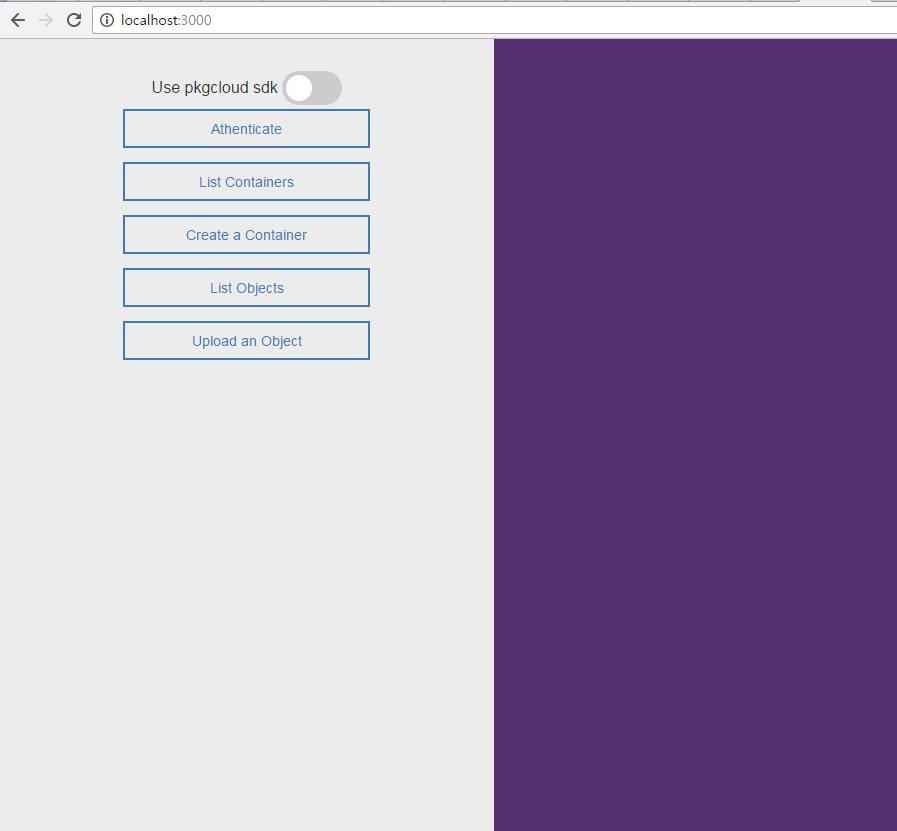 localhost:3000
Use pkgcloud sdk
Athenticate
List Containers
Create a Container
List Objects
Upload an Object